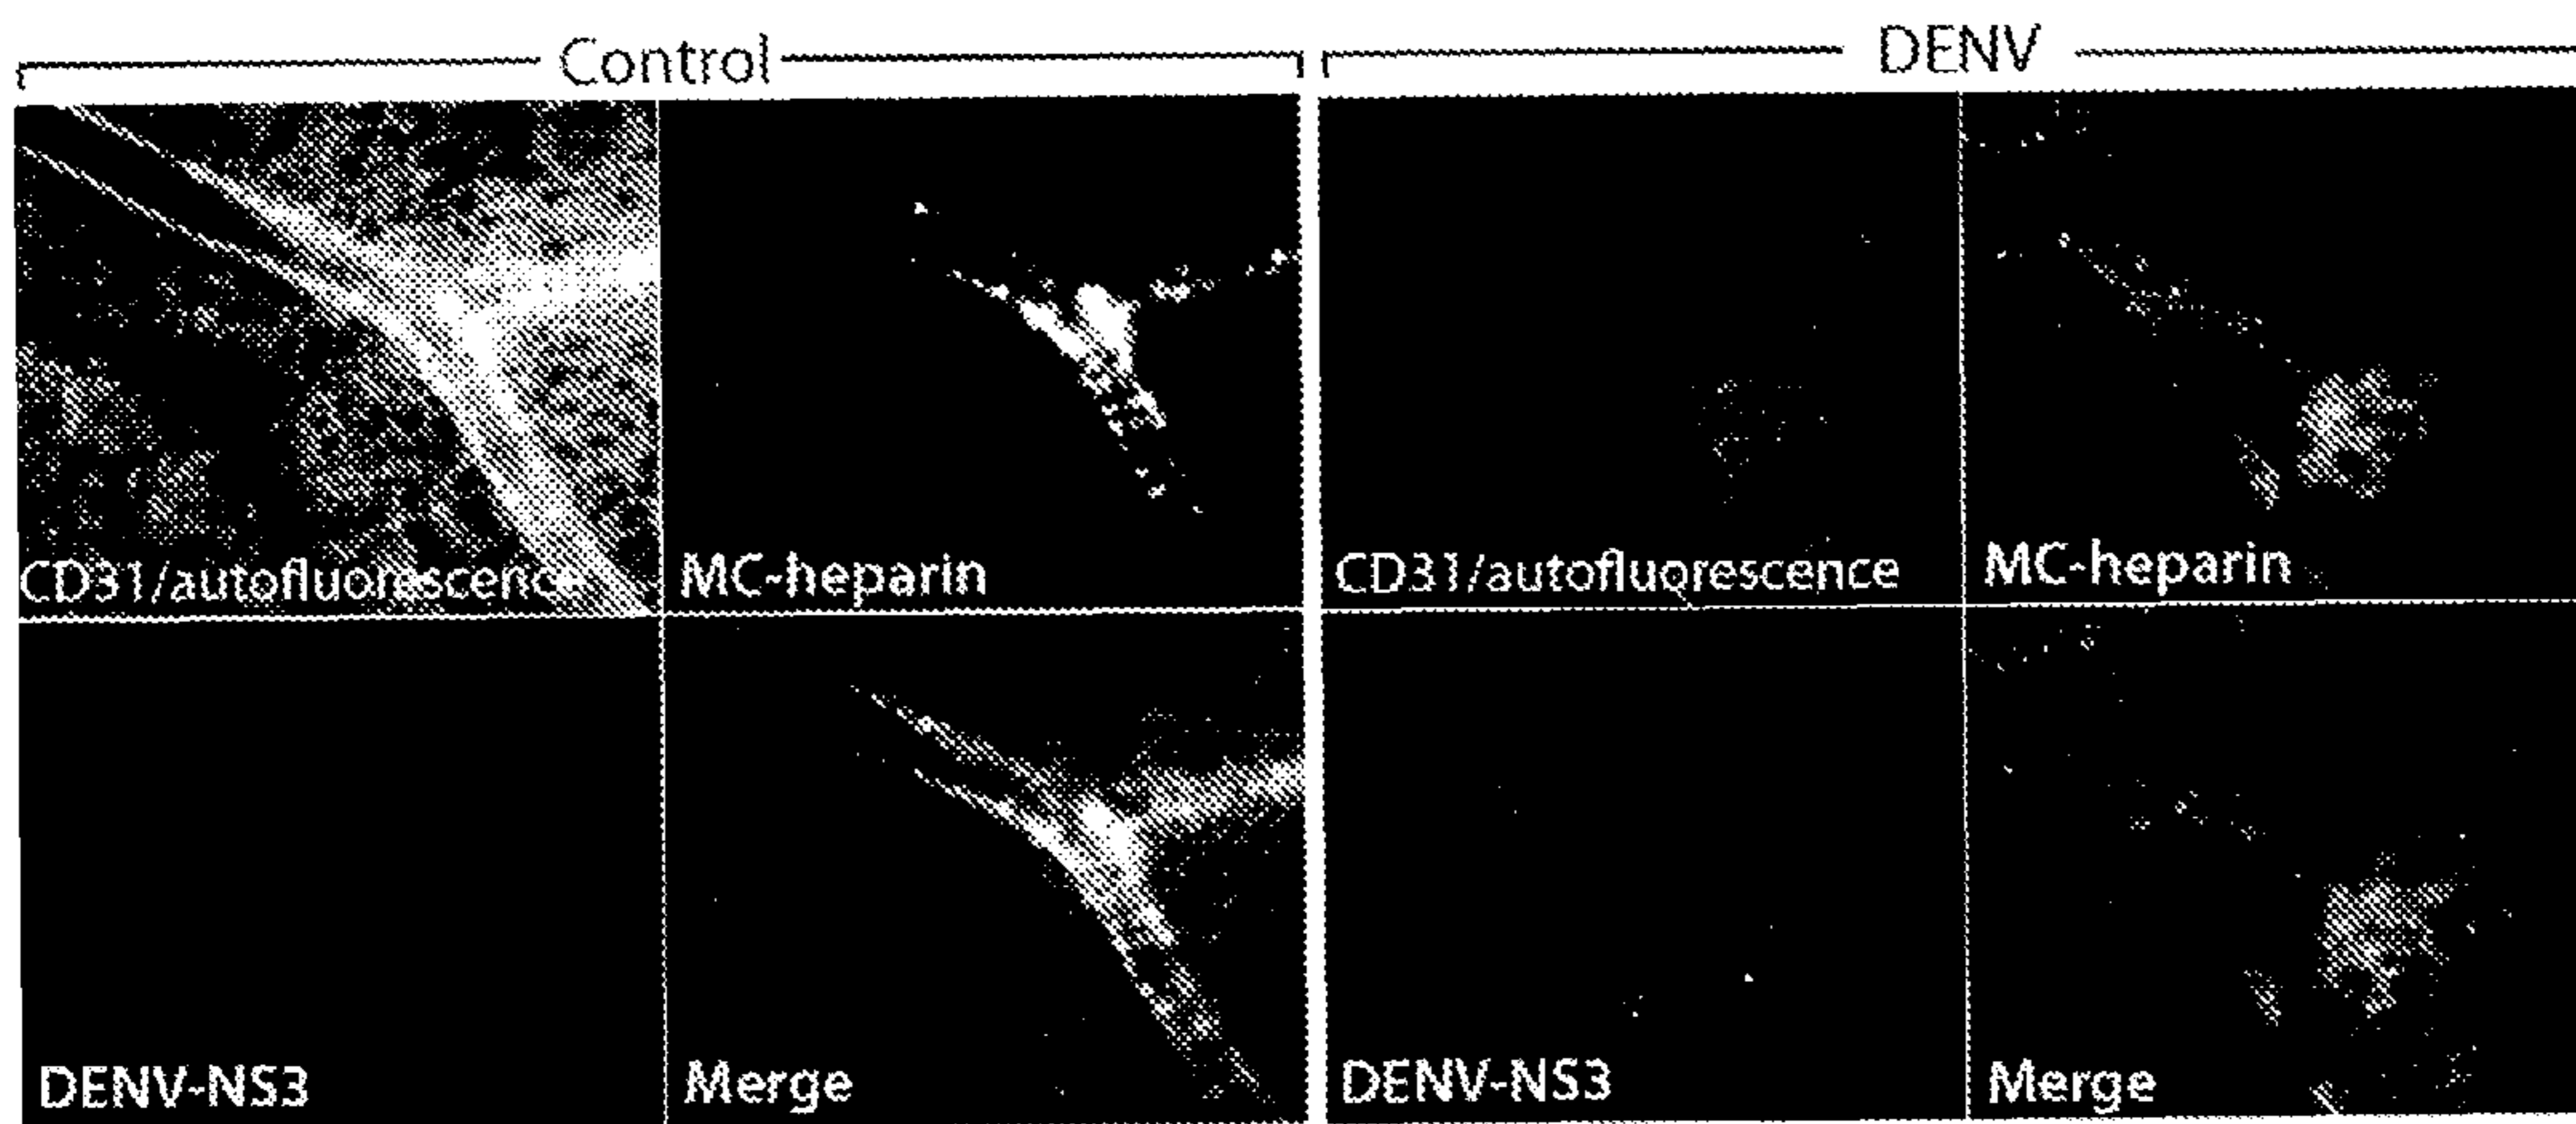 Control DENV
CD31/autofluorescence MC-heparin CD31/autofluorescence MC-heparin
DENV-NS3 Merge DENV-NS3 Merge